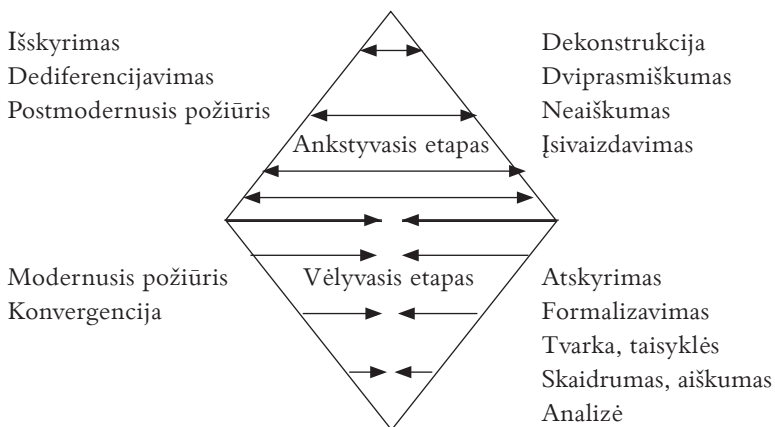 Išskyrimas
Dediferencijavimas
Postmodernusis požiūris
Dekonstrukcija
Dviprasmiškumas
Neaiškumas
Įsivaizdavimas
Ankstyvasis etapas
Modernusis požiūris
Konvergencija
Vėlyvasis etapas
Atskyrimas
Formalizavimas
Tvarka, taisyklės
Skaidrumas, aiškumas
Analizė